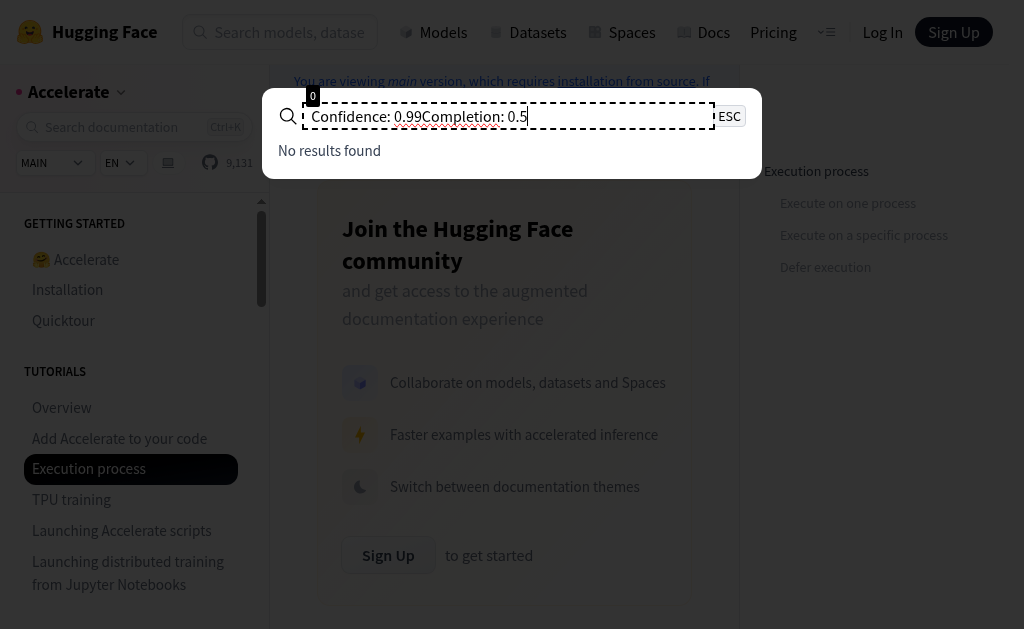 Hugging Face
Search models, datase
Models
Datasets
Spaces
Docs
Pricing
Log In
Sign Up
You are viewing main version, which requires installation from source. If
Accelerate
Search documentation
Ctrl+K
MAIN
EN
9,131
0
Confidence: 0.99Completion: 0.5
ESC
No results found
GETTING STARTED
🤗 Accelerate
Installation
Quicktour
TUTORIALS
Overview
Add Accelerate to your code
Execution process
TPU training
Launching Accelerate scripts
Launching distributed training
from Jupyter Notebooks
Join the Hugging Face
community
and get access to the augmented
documentation experience
Collaborate on models, datasets and Spaces
Faster examples with accelerated inference
Switch between documentation themes
Sign Up
to get started
Execution process
Execute on one process
Execute on a specific process
Defer execution